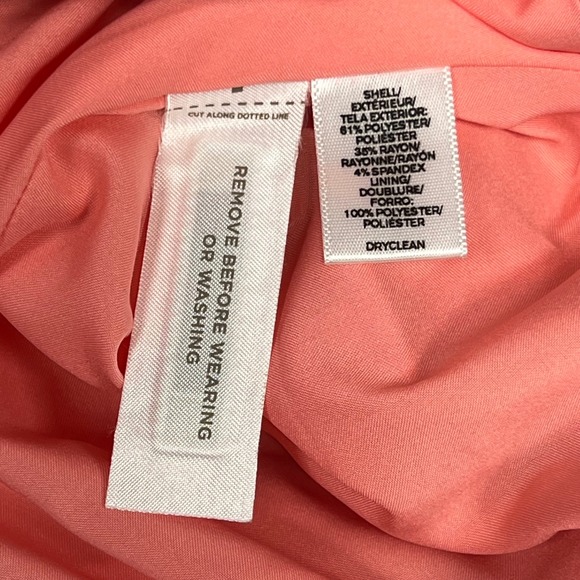 CUT ALONG DOTTED LINE
REMOVE BEFORE WEARING
OR WASHING
SHELL/
EXTÉRIEUR/
TELA EXTERIOR:
61% POLYESTER/
POLIÉSTER
35% RAYON/
RAYONNE/RAYÓN
4% SPANDEX
LINING/
DOUBLURE/
FORRO:
100% POLYESTER/
POLIÉSTER
DRYCLEAN